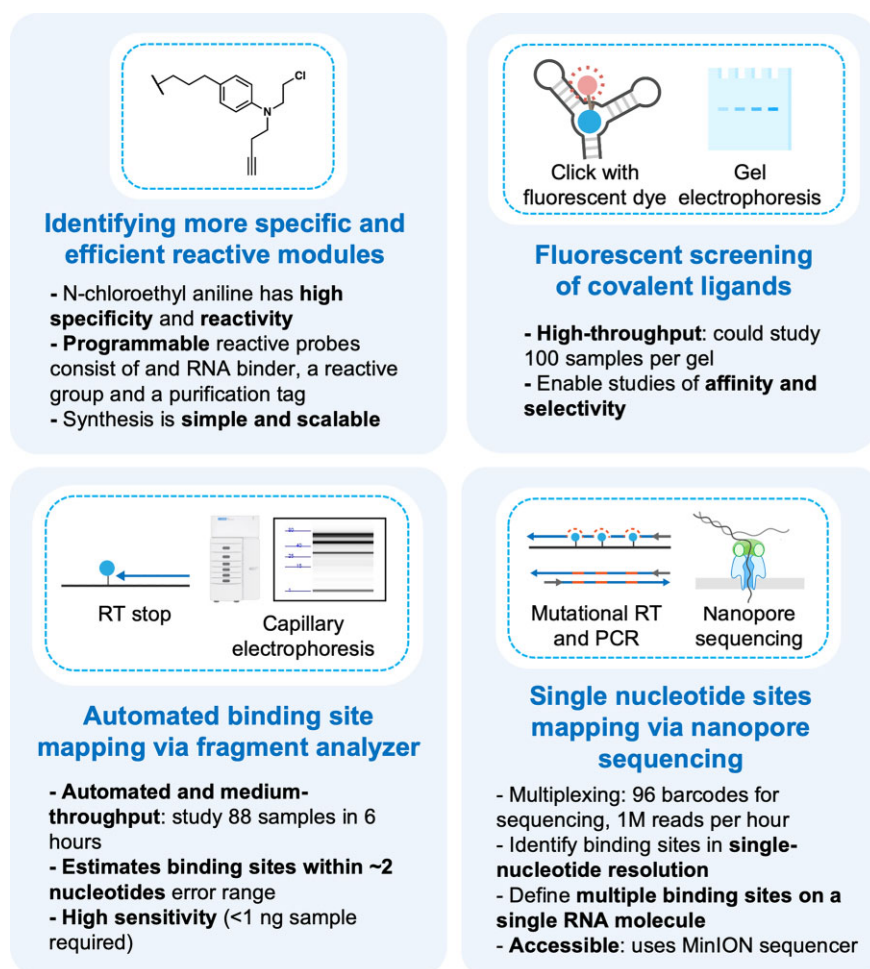 Cl
N
Identifying more specific and
efficient reactive modules
- N-chloroethyl aniline has high
specificity and reactivity
- Programmable reactive probes
consist of and RNA binder, a reactive
group and a purification tag
- Synthesis is simple and scalable
Click with
fluorescent dye
Gel
electrophoresis
Fluorescent screening
of covalent ligands
- High-throughput: could study
100 samples per gel
- Enable studies of affinity and
selectivity
RT stop
Capillary
electrophoresis
Automated binding site
mapping via fragment analyzer
- Automated and medium-
throughput: study 88 samples in 6
hours
- Estimates binding sites within ~2
nucleotides error range
- High sensitivity (<1 ng sample
required)
Mutational RT
and PCR
Nanopore
sequencing
Single nucleotide sites
mapping via nanopore
sequencing
- Multiplexing: 96 barcodes for
sequencing, 1M reads per hour
- Identify binding sites in single-
nucleotide resolution
- Define multiple binding sites on a
single RNA molecule
- Accessible: uses MinION sequencer